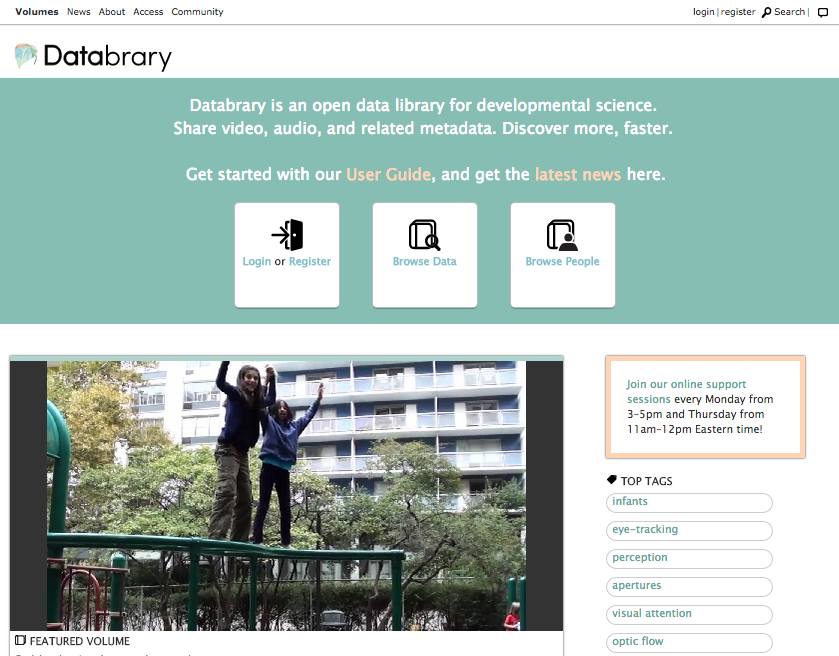 Volumes News About Access Community
login | register Search |
Databrary
Databrary is an open data library for developmental science.
Share video, audio, and related metadata. Discover more, faster.
Get started with our User Guide, and get the latest news here.
Login or Register
Browse Data
Browse People
Join our online support
sessions every Monday from
3-5pm and Thursday from
11am-12pm Eastern time!
TOP TAGS
infants
eye-tracking
perception
apertures
visual attention
optic flow
FEATURED VOLUME